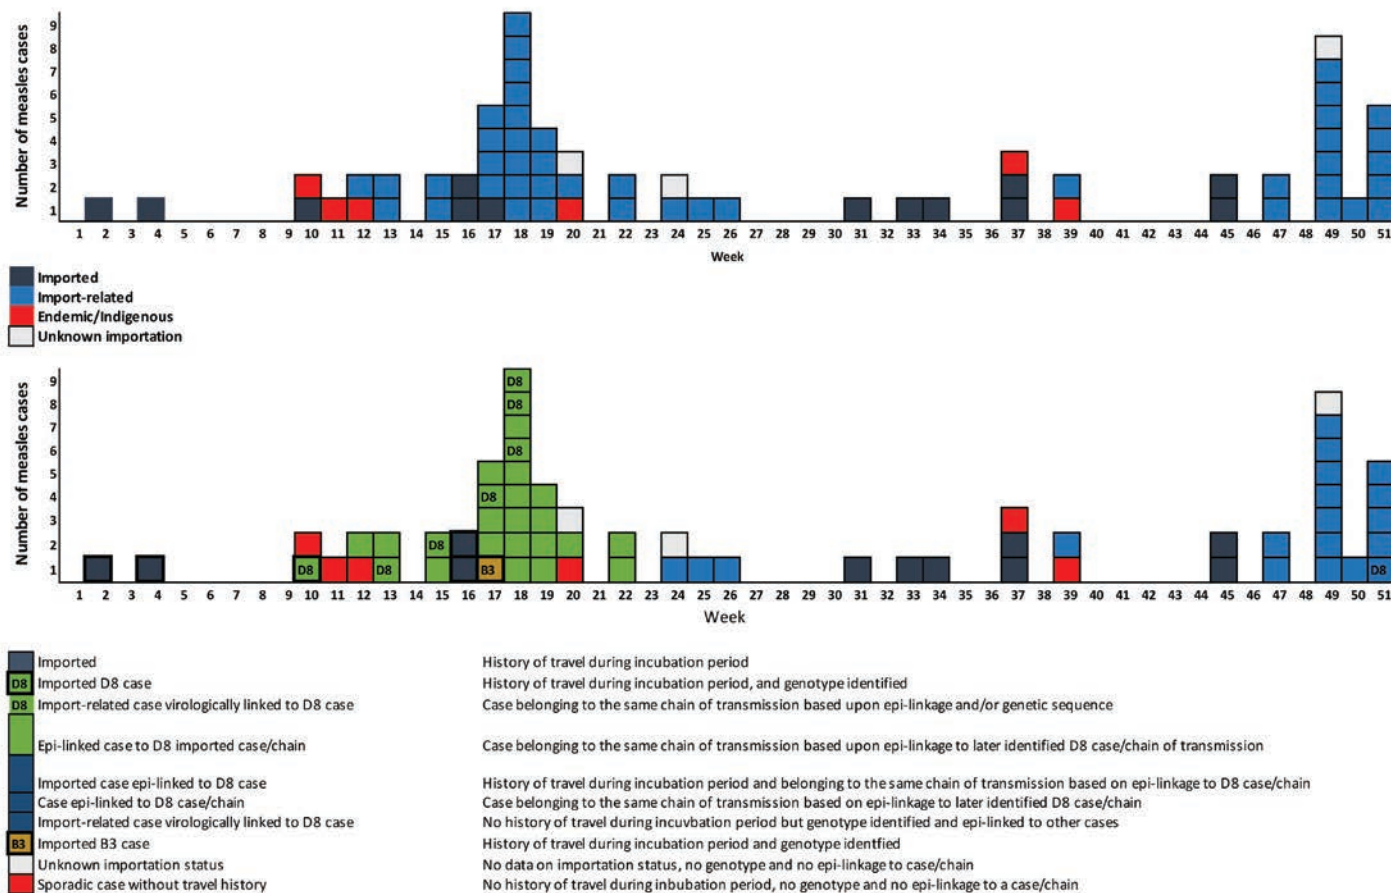 Number of measles cases
9
8
7
6
5
4
3
2
1
1 2 3 4 5 6 7 8 9 10 11 12 13 14 15 16 17 18 19 20 21 22 23 24 25 26 27 28 29 30 31 32 33 34 35 36 37 38 39 40 41 42 43 44 45 46 47 48 49 50 51
Week
Imported
Import-related
Endemic/Indigenous
Unknown importation
Number of measles cases
9
8
7
6
5
4
3
2
1
D8
D8
D8
D8
D8
D8 D8 B3 D8
1 2 3 4 5 6 7 8 9 10 11 12 13 14 15 16 17 18 19 20 21 22 23 24 25 26 27 28 29 30 31 32 33 34 35 36 37 38 39 40 41 42 43 44 45 46 47 48 49 50 51
Week
Imported History of travel during incubation period
D8 Imported D8 case History of travel during incubation period, and genotype identified
D8 Import-related case virologically linked to D8 case Case belonging to the same chain of transmission based upon epi-linkage and/or genetic sequence
Epi-linked case to D8 imported case/chain Case belonging to the same chain of transmission based upon epi-linkage to later identified D8 case/chain of transmission
Imported case epi-linked to D8 case History of travel during incubation period and belonging to the same chain of transmission based on epi-linkage to D8 case/chain
Case epi-linked to D8 case/chain Case belonging to the same chain of transmission based on epi-linkage to later identified D8 case/chain
Import-related case virologically linked to D8 case No history of travel during incuvbation period but genotype identified and epi-linked to other cases
B3 Imported B3 case History of travel during incubation period and genotype identfied
Unknown importation status No data on importation status, no genotype and no epi-linkage to case/chain
Sporadic case without travel history No history of travel during inbubation period, no genotype and no epi-linkage to a case/chain